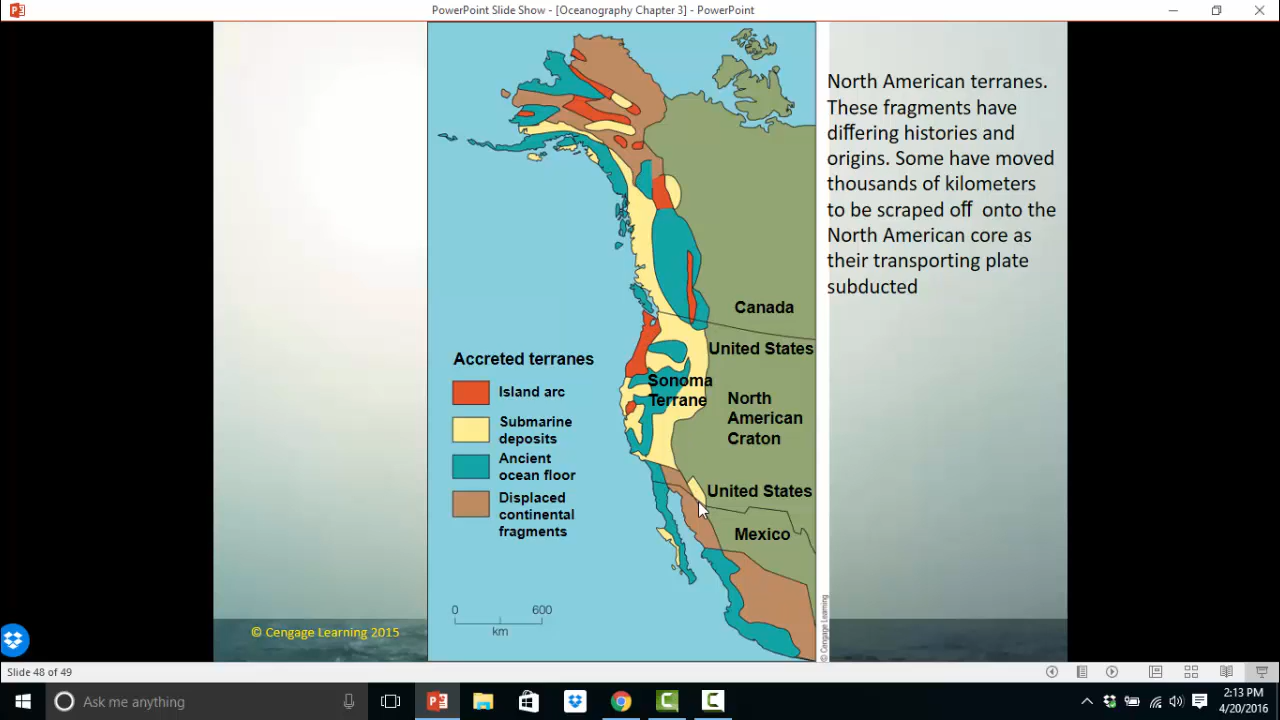 PowerPoint Slide Show - [Oceanography Chapter 3] - PowerPoint
North American terranes.
These fragments have
differing histories and
origins. Some have moved
thousands of kilometers
to be scraped off  onto the
North American core as
their transporting plate
subducted
Canada
United States
Sonoma
Terrane
North
American
Craton
United States
Mexico
Accreted terranes
Island arc
Submarine
deposits
Ancient
ocean floor
Displaced
continental
fragments
0 600
km
© Cengage Learning
© Cengage Learning 2015
Slide 48 of 49
Ask me anything
2:13 PM
4/20/2016